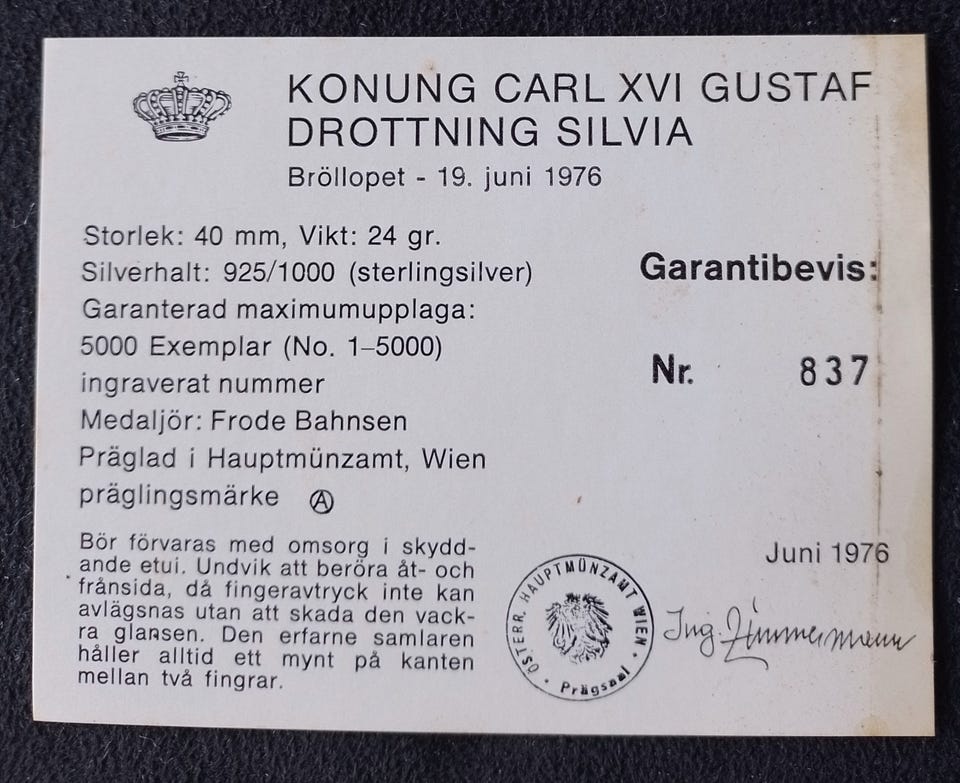 KONUNG CARL XVI GUSTAF
DROTTNING SILVIA
Bröllopet - 19. juni 1976
Storlek: 40 mm, Vikt: 24 gr.
Silverhalt: 925/1000 (sterlingsilver)
Garanterad maximumupplaga:
5000 Exemplar (No. 1–5000)
ingraverat nummer
Medaljör: Frode Bahnsen
Präglad i Hauptmünzamt, Wien
präglingsmärke Ⓐ
Bör förvaras med omsorg i skydd-
ande etui. Undvik att beröra åt- och
frånsida, då fingeravtryck inte kan
avlägsnas utan att skada den vack-
ra glansen. Den erfarne samlaren
håller alltid ett mynt på kanten
mellan två fingrar.
Garantibevis:
Nr. 837
Juni 1976
ÖSTERR. HAUPTMÜNZAMT WIEN
Prägsaal
Ing. Zimmermann